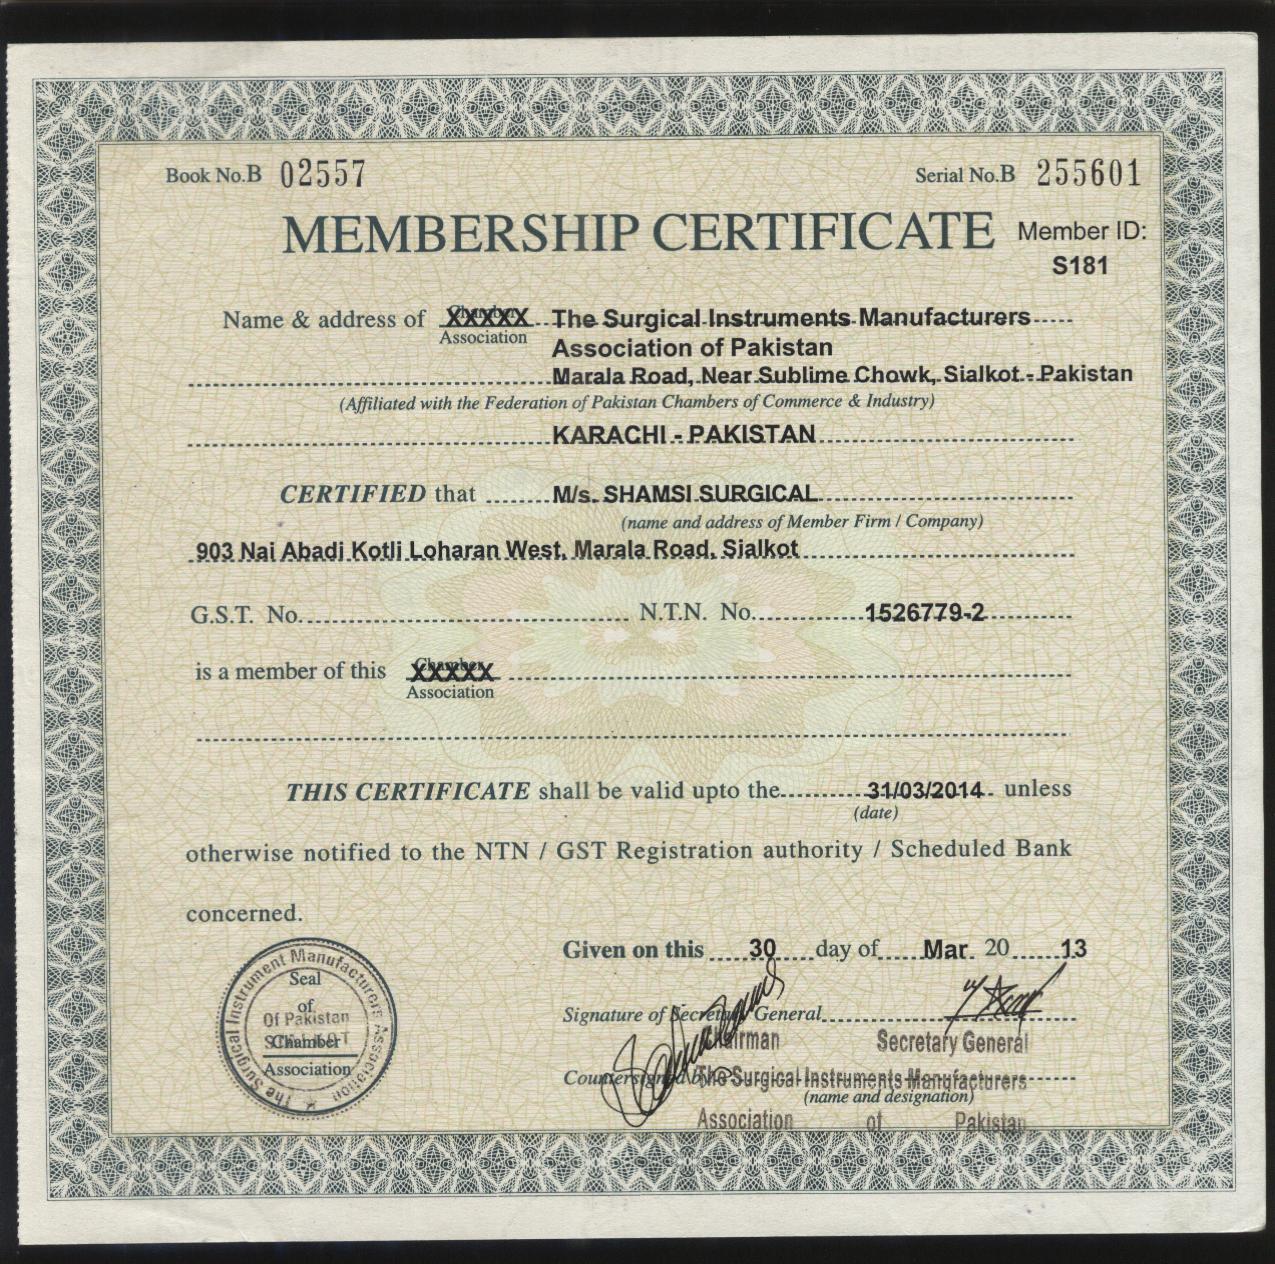 Book No.B 02557
Serial No.B 255601
MEMBERSHIP CERTIFICATE
Member ID:
S181
Name & address of Chamber XXXXX The Surgical Instruments Manufacturers
Association
Association of Pakistan
Marala Road, Near Sublime Chowk, Sialkot - Pakistan
(Affiliated with the Federation of Pakistan Chambers of Commerce & Industry)
KARACHI - PAKISTAN
CERTIFIED that M/s. SHAMSI SURGICAL
(name and address of Member Firm / Company)
903 Nai Abadi Kotli Loharan West, Marala Road, Sialkot
G.S.T. No. N.T.N. No. 1526779-2
is a member of this Chamber XXXXX
Association
THIS CERTIFICATE shall be valid upto the 31/03/2014 unless
(date)
otherwise notified to the NTN / GST Registration authority / Scheduled Bank
concerned.
Given on this 30 day of Mar 20 13
The Surgical Instrument Manufacturers Association
Seal
of
Of Pakistan
SIALKOT
Chamber
Association
Signature of Secretary General
Chairman Secretary General
Countersigned by The Surgical Instruments Manufacturers
(name and designation)
Association of Pakistan